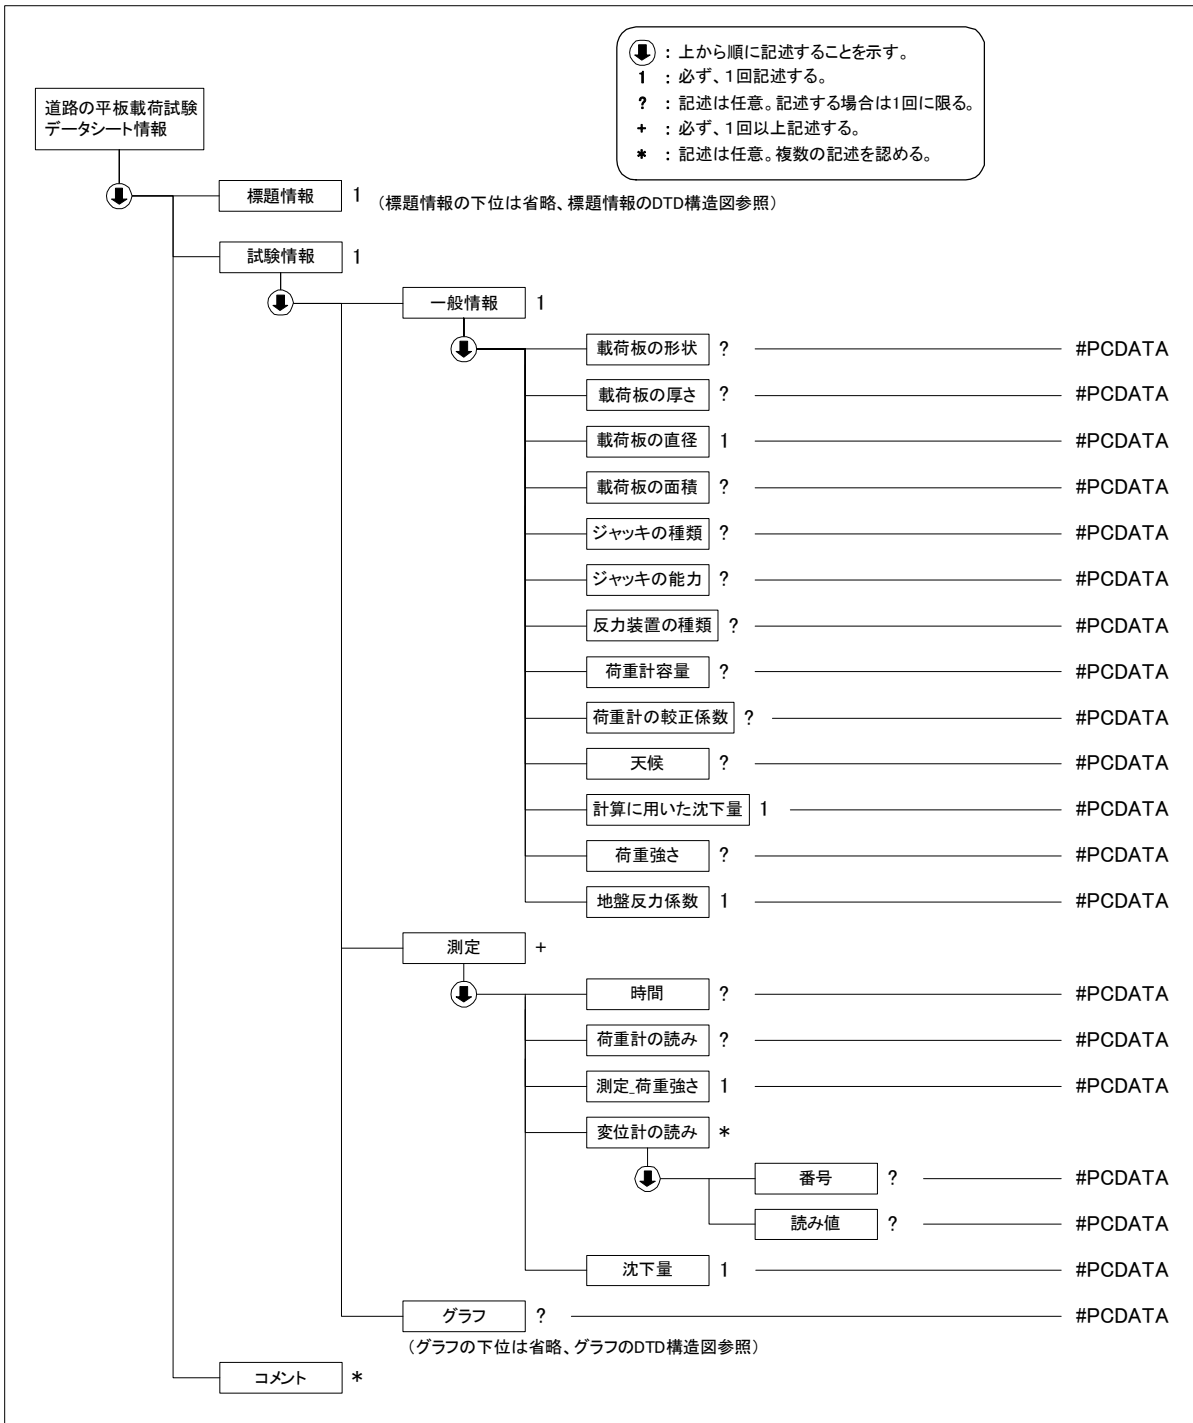 ：上から順に記述することを示す。
1 ：必ず、1回記述する。
? ：記述は任意。記述する場合は1回に限る。
+ ：必ず、1回以上記述する。
* ：記述は任意。複数の記述を認める。
道路の平板載荷試験
データシート情報
標題情報 1 （標題情報の下位は省略、標題情報のDTD構造図参照）
試験情報 1
一般情報 1
載荷板の形状 ? #PCDATA
載荷板の厚さ ? #PCDATA
載荷板の直径 1 #PCDATA
載荷板の面積 ? #PCDATA
ジャッキの種類 ? #PCDATA
ジャッキの能力 ? #PCDATA
反力装置の種類 ? #PCDATA
荷重計容量 ? #PCDATA
荷重計の較正係数 ? #PCDATA
天候 ? #PCDATA
計算に用いた沈下量 1 #PCDATA
荷重強さ ? #PCDATA
地盤反力係数 1 #PCDATA
測定 +
時間 ? #PCDATA
荷重計の読み ? #PCDATA
測定_荷重強さ 1 #PCDATA
変位計の読み *
番号 ? #PCDATA
読み値 ? #PCDATA
沈下量 1 #PCDATA
グラフ ? #PCDATA
（グラフの下位は省略、グラフのDTD構造図参照）
コメント *